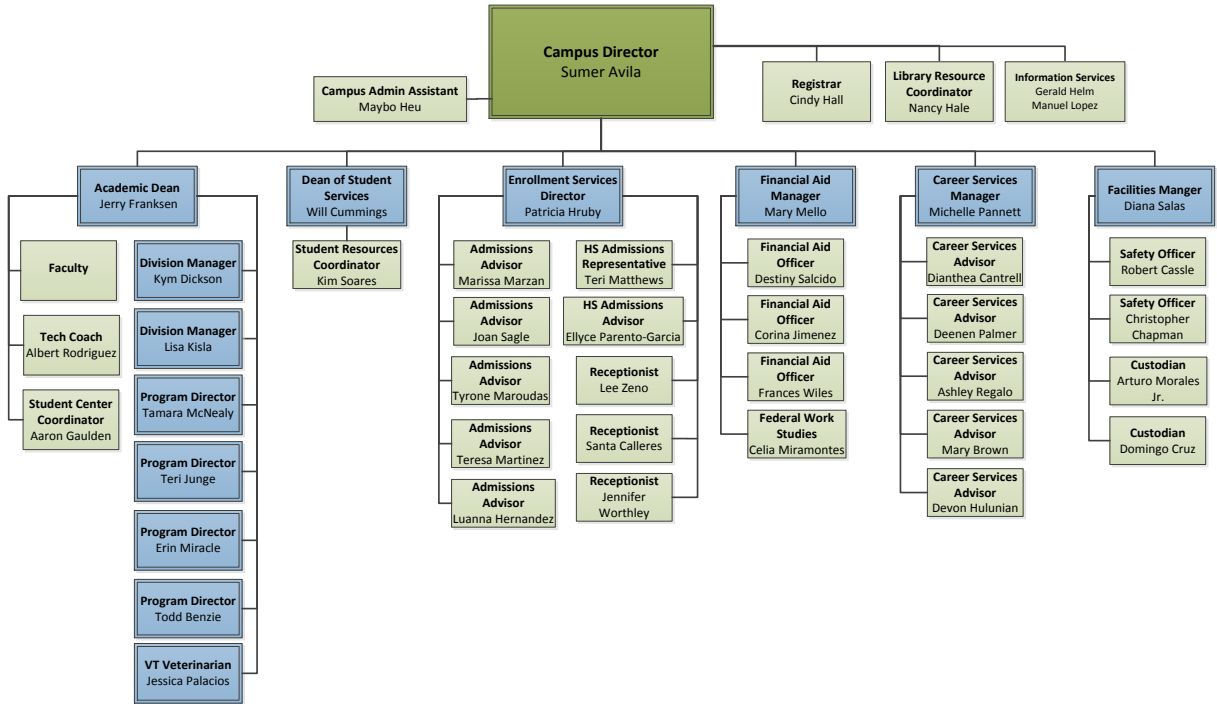 Campus Director
Sumer Avila
Campus Admin Assistant
Maybo Heu
Registrar
Cindy Hall
Library Resource
Coordinator
Nancy Hale
Information Services
Gerald Helm
Manuel Lopez
Academic Dean
Jerry Franksen
Dean of Student
Services
Will Cummings
Enrollment Services
Director
Patricia Hruby
Financial Aid
Manager
Mary Mello
Career Services
Manager
Michelle Pannett
Facilities Manger
Diana Salas
Faculty
Tech Coach
Albert Rodriguez
Student Center
Coordinator
Aaron Gaulden
Division Manager
Kym Dickson
Division Manager
Lisa Kisla
Program Director
Tamara McNealy
Program Director
Teri Junge
Program Director
Erin Miracle
Program Director
Todd Benzie
VT Veterinarian
Jessica Palacios
Student Resources
Coordinator
Kim Soares
Admissions
Advisor
Marissa Marzan
Admissions
Advisor
Joan Sagle
Admissions
Advisor
Tyrone Maroudas
Admissions
Advisor
Teresa Martinez
Admissions
Advisor
Luanna Hernandez
HS Admissions
Representative
Teri Matthews
HS Admissions
Advisor
Ellyce Parento-Garcia
Receptionist
Lee Zeno
Receptionist
Santa Calleres
Receptionist
Jennifer
Worthley
Financial Aid
Officer
Destiny Salcido
Financial Aid
Officer
Corina Jimenez
Financial Aid
Officer
Frances Wiles
Federal Work
Studies
Celia Miramontes
Career Services
Advisor
Dianthea Cantrell
Career Services
Advisor
Deenen Palmer
Career Services
Advisor
Ashley Regalo
Career Services
Advisor
Mary Brown
Career Services
Advisor
Devon Hulunian
Safety Officer
Robert Cassle
Safety Officer
Christopher
Chapman
Custodian
Arturo Morales
Jr.
Custodian
Domingo Cruz